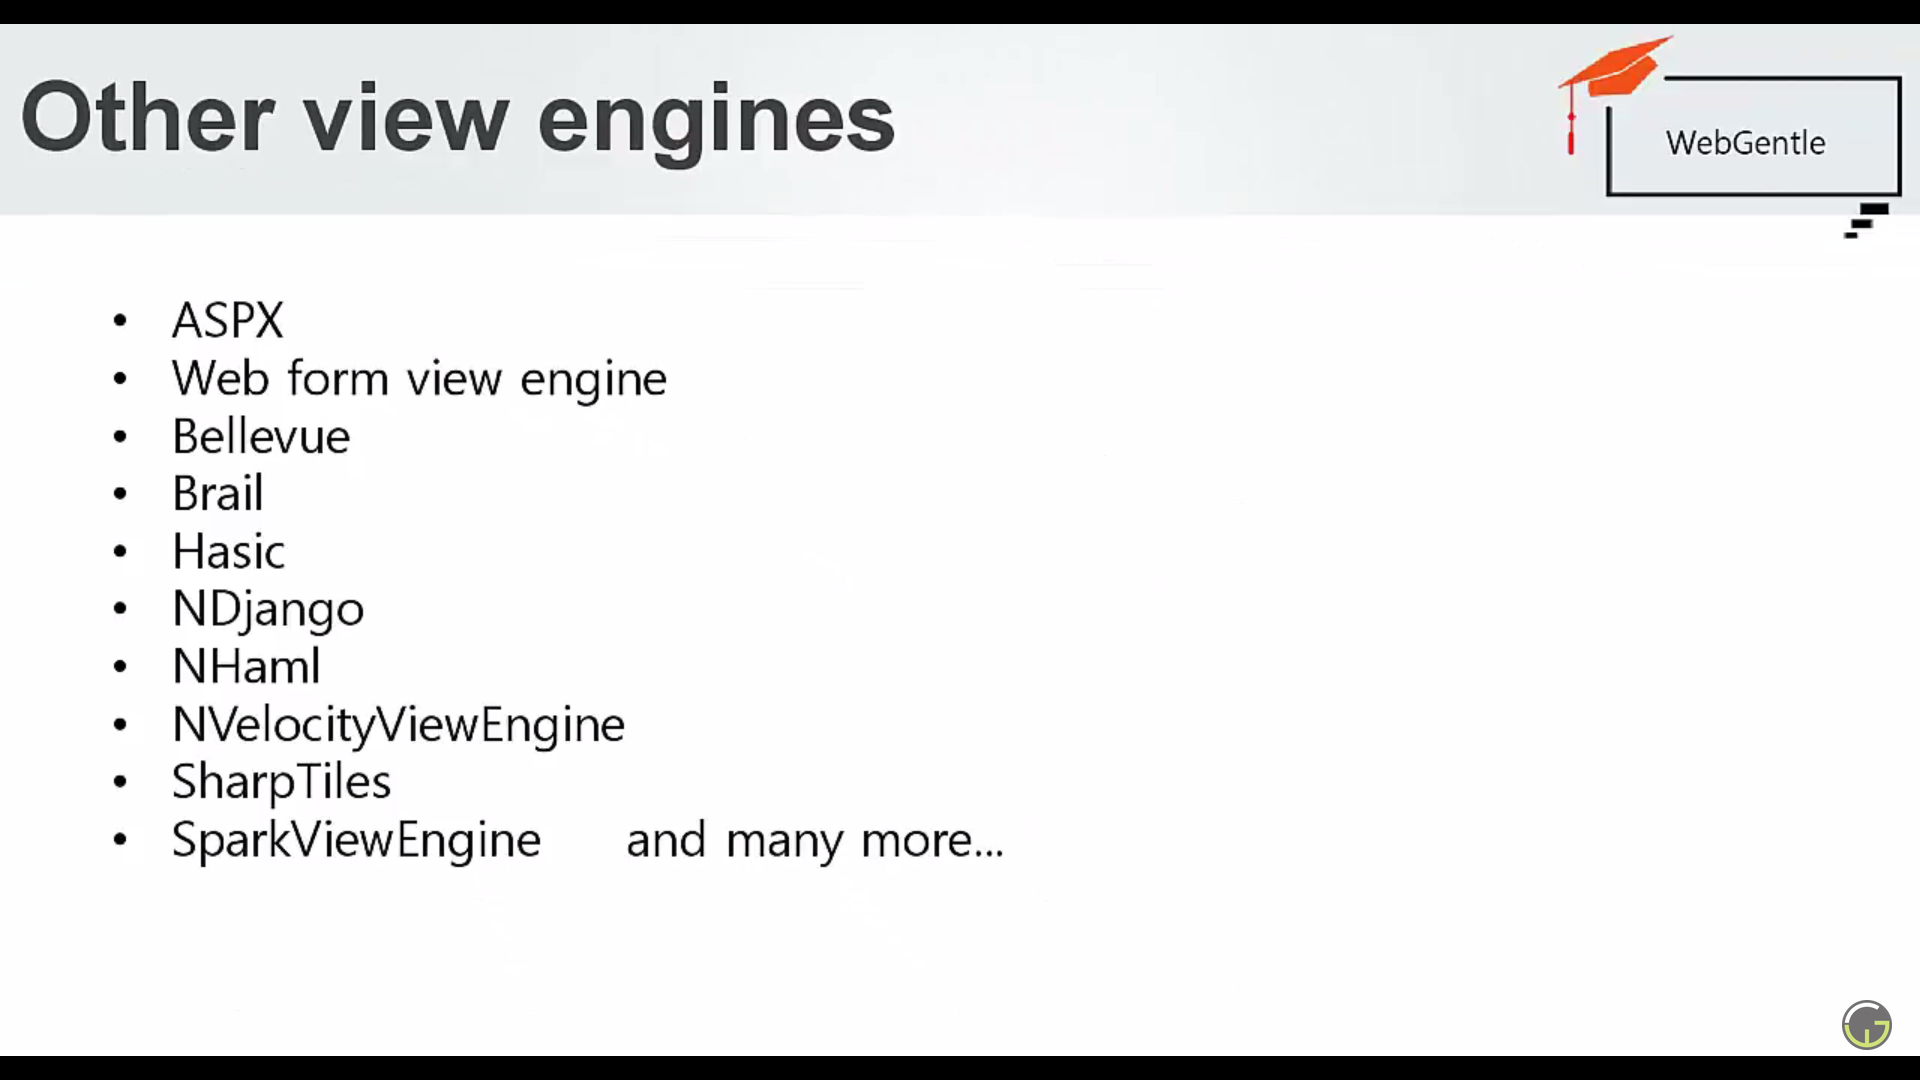 Other view engines
WebGentle
• ASPX
• Web form view engine
• Bellevue
• Brail
• Hasic
• NDjango
• NHaml
• NVelocityViewEngine
• SharpTiles
• SparkViewEngine and many more...